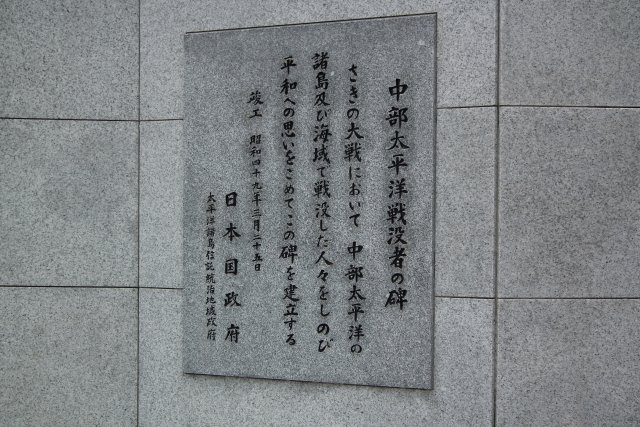 中部太平洋戦没者の碑
さきの大戦において 中部太平洋の
諸島及び海域で戦没した人々をしのび
平和への思いをこめてこの碑を建立する
竣工 昭和四十九年三月二十五日
日本国政府
太平洋諸島信託統治地域政府